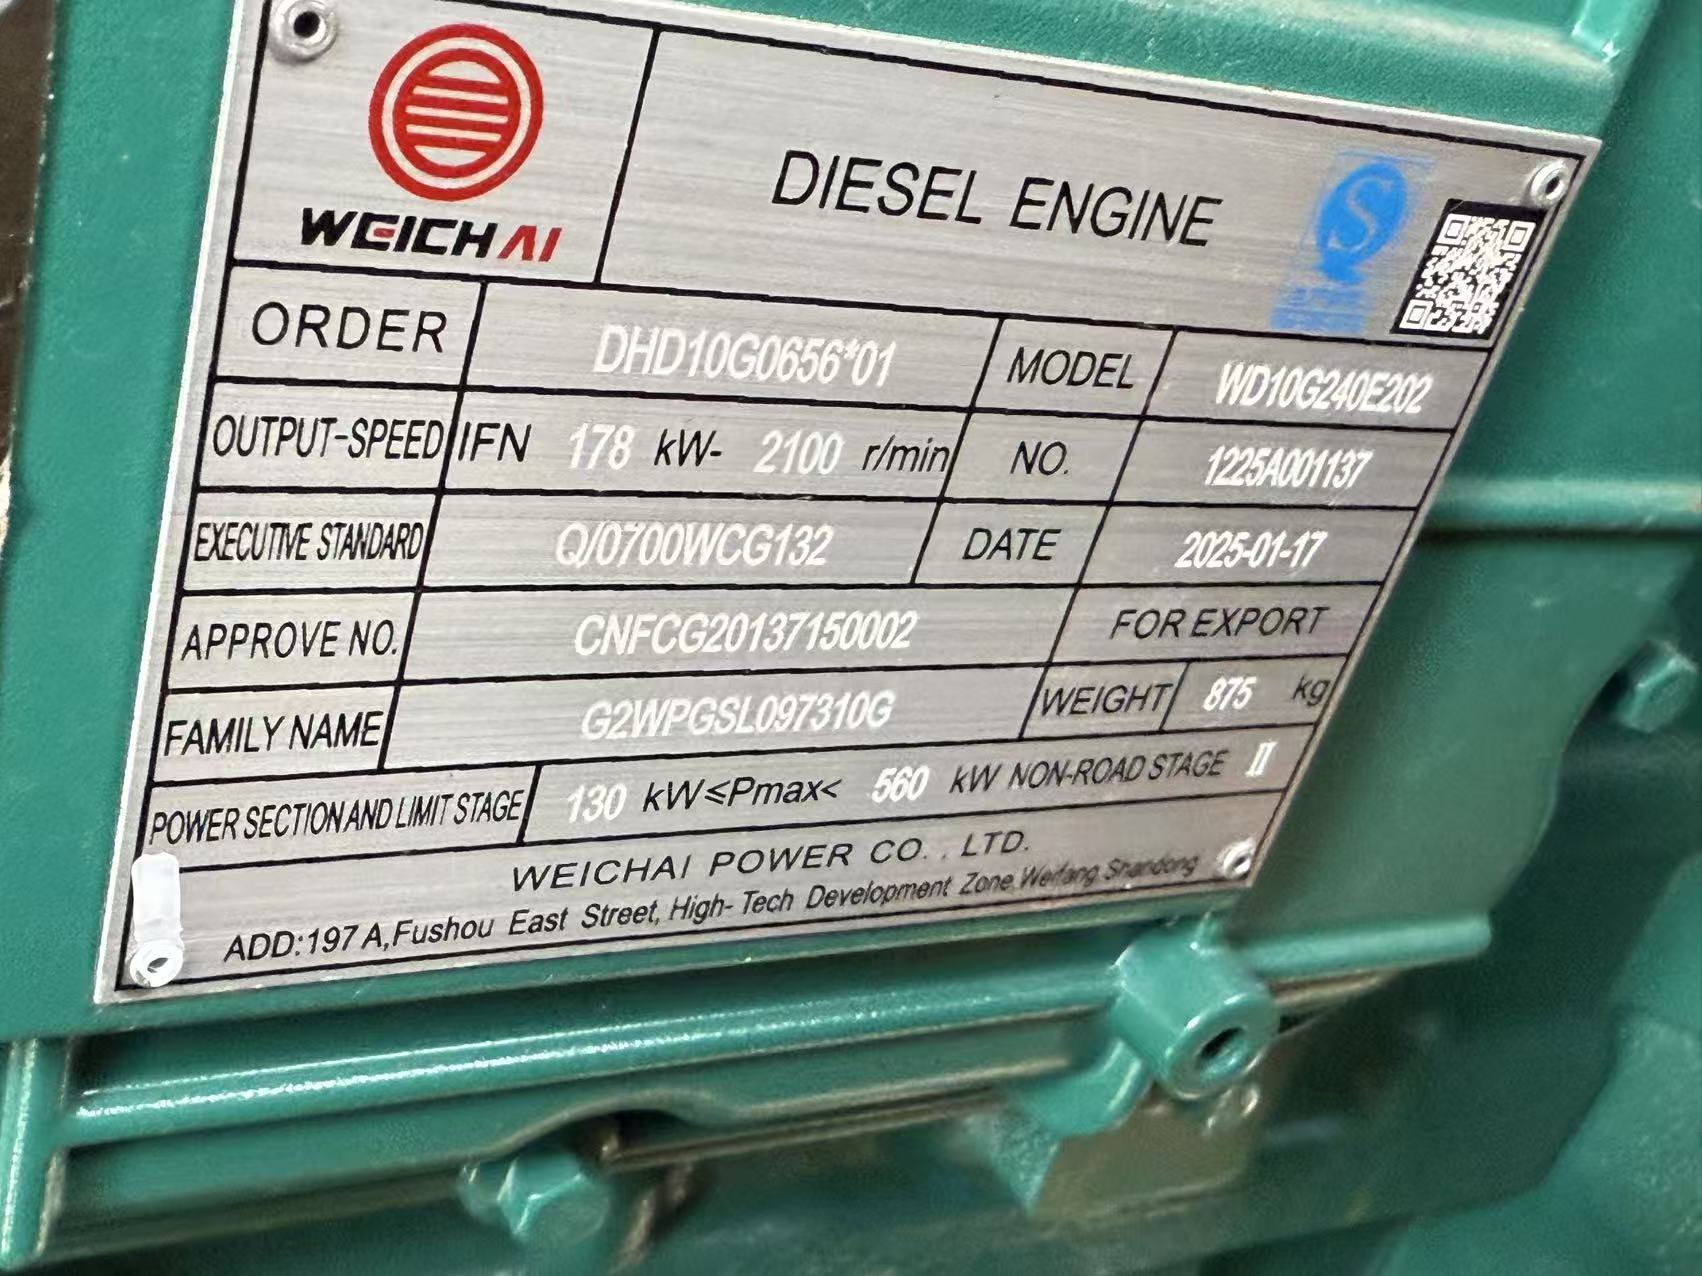 WEICHAI
DIESEL ENGINE
S
ORDER DHD10G0656*01 MODEL WD10G240E202
OUTPUT-SPEED IFN 178 kW- 2100 r/min NO. 1225A001137
EXECUTIVE STANDARD Q/0700WCG132 DATE 2025-01-17
APPROVE NO. CNFCG20137150002 FOR EXPORT
FAMILY NAME G2WPGSL097310G WEIGHT 875 kg
POWER SECTION AND LIMIT STAGE 130 kW≤Pmax< 560 kW NON-ROAD STAGE II
WEICHAI POWER CO., LTD.
ADD:197 A,Fushou East Street, High-Tech Development Zone,Weifang,Shandong